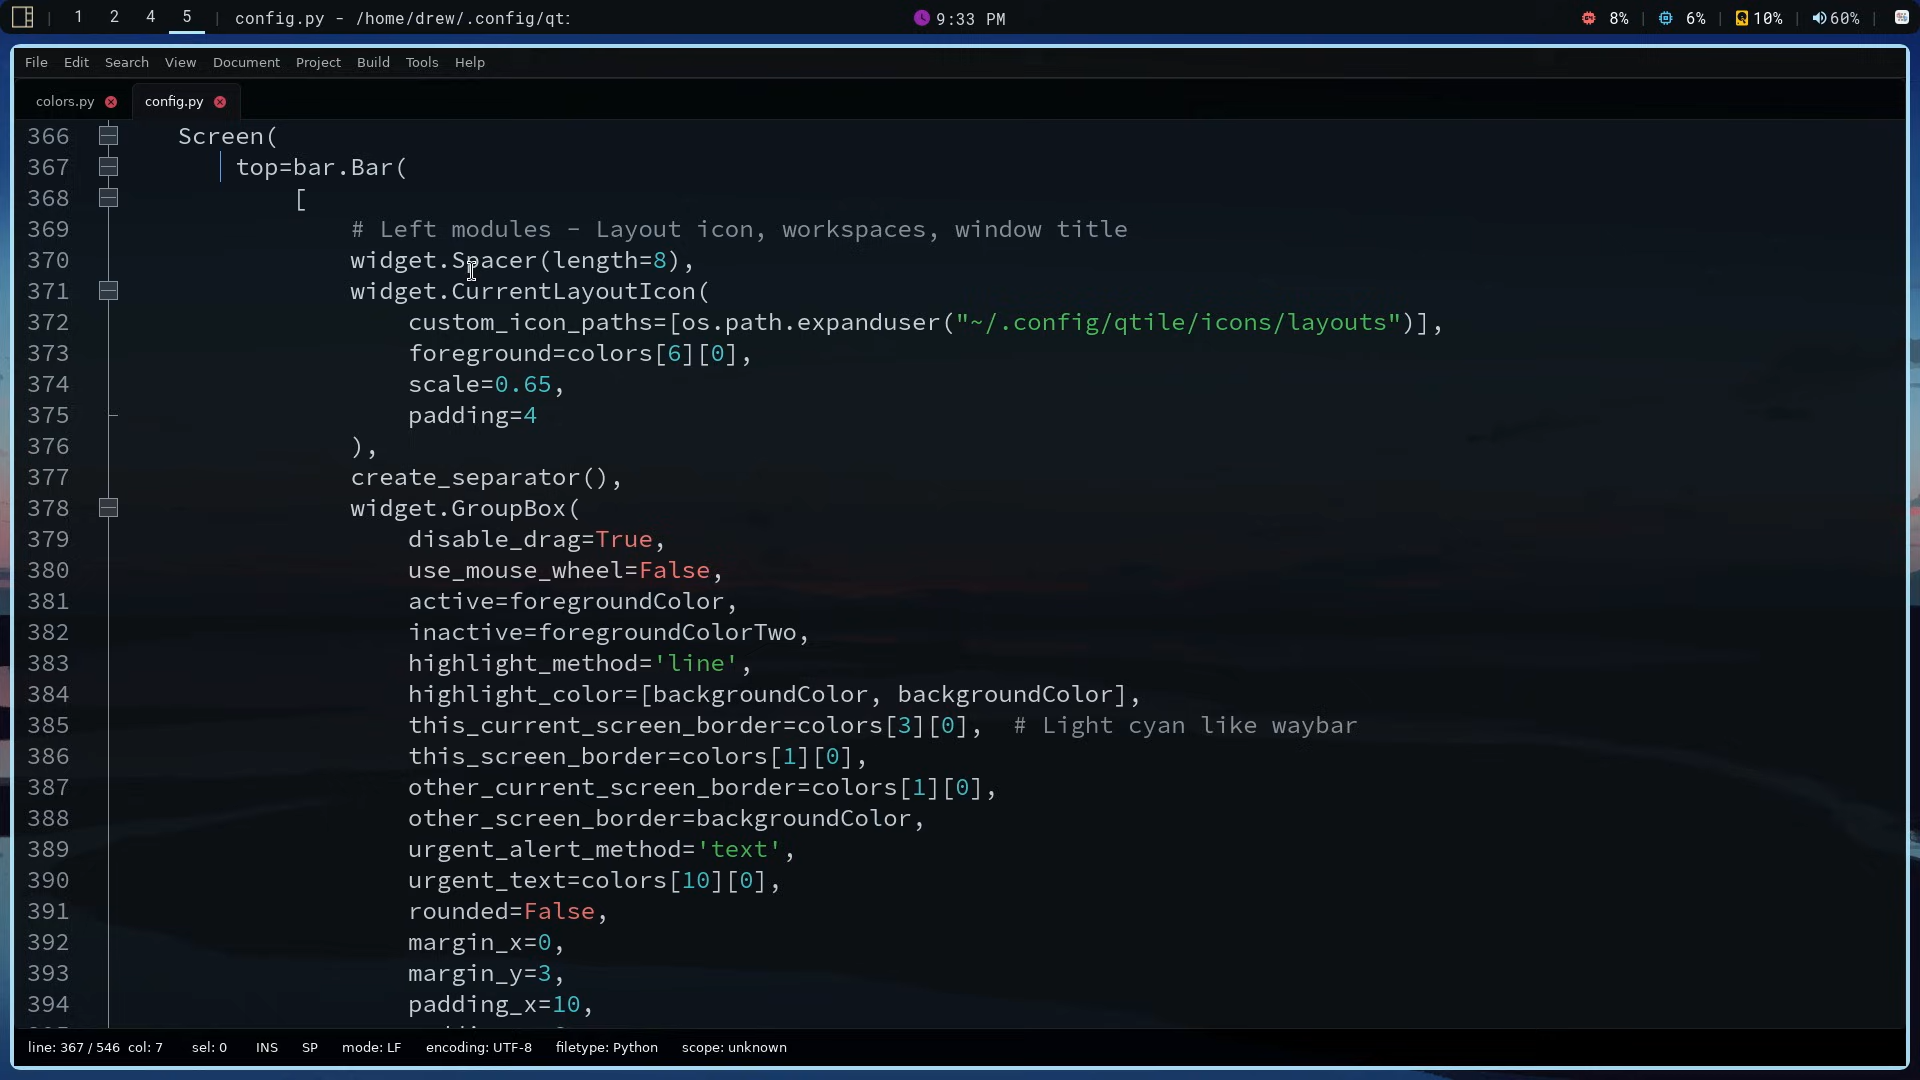 1 2 4 5 config.py - /home/drew/.config/qt: 9:33 PM 8% 6% 10% 60%
File Edit Search View Document Project Build Tools Help
colors.py config.py
366 Screen(
367 top=bar.Bar(
368 [
369 # Left modules - Layout icon, workspaces, window title
370 widget.Spacer(length=8),
371 widget.CurrentLayoutIcon(
372 custom_icon_paths=[os.path.expanduser("~/.config/qtile/icons/layouts")],
373 foreground=colors[6][0],
374 scale=0.65,
375 padding=4
376 ),
377 create_separator(),
378 widget.GroupBox(
379 disable_drag=True,
380 use_mouse_wheel=False,
381 active=foregroundColor,
382 inactive=foregroundColorTwo,
383 highlight_method='line',
384 highlight_color=[backgroundColor, backgroundColor],
385 this_current_screen_border=colors[3][0],  # Light cyan like waybar
386 this_screen_border=colors[1][0],
387 other_current_screen_border=colors[1][0],
388 other_screen_border=backgroundColor,
389 urgent_alert_method='text',
390 urgent_text=colors[10][0],
391 rounded=False,
392 margin_x=0,
393 margin_y=3,
394 padding_x=10,
line: 367 / 546 col: 7 sel: 0 INS SP mode: LF encoding: UTF-8 filetype: Python scope: unknown